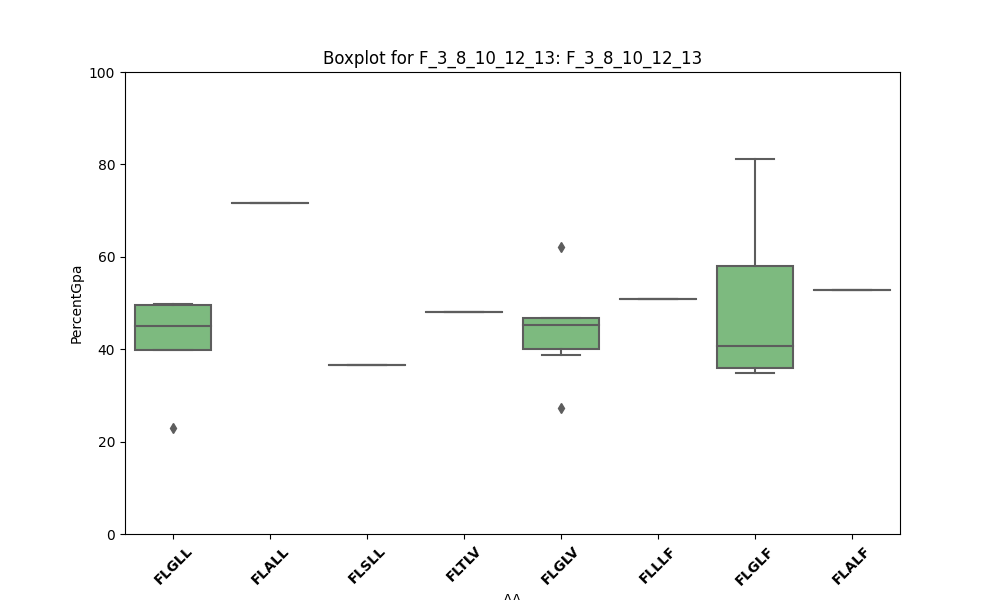 Boxplot for F_3_8_10_12_13: F_3_8_10_12_13
PercentGpa
100
80
60
40
20
0
FLGLL
FLALL
FLSLL
FLTLV
FLGLV
FLLLF
FLGLF
FLALF
AA